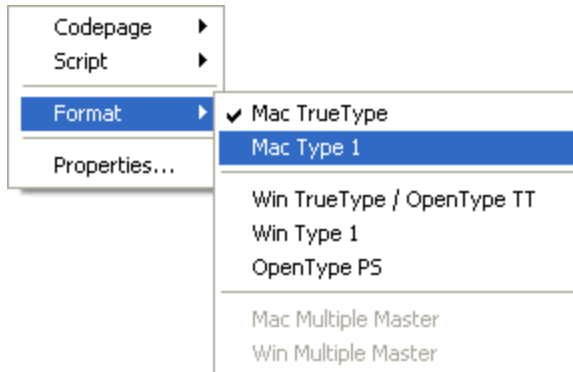 Codepage
Script
Format
Properties...
Mac TrueType
Mac Type 1
Win TrueType / OpenType TT
Win Type 1
OpenType PS
Mac Multiple Master
Win Multiple Master